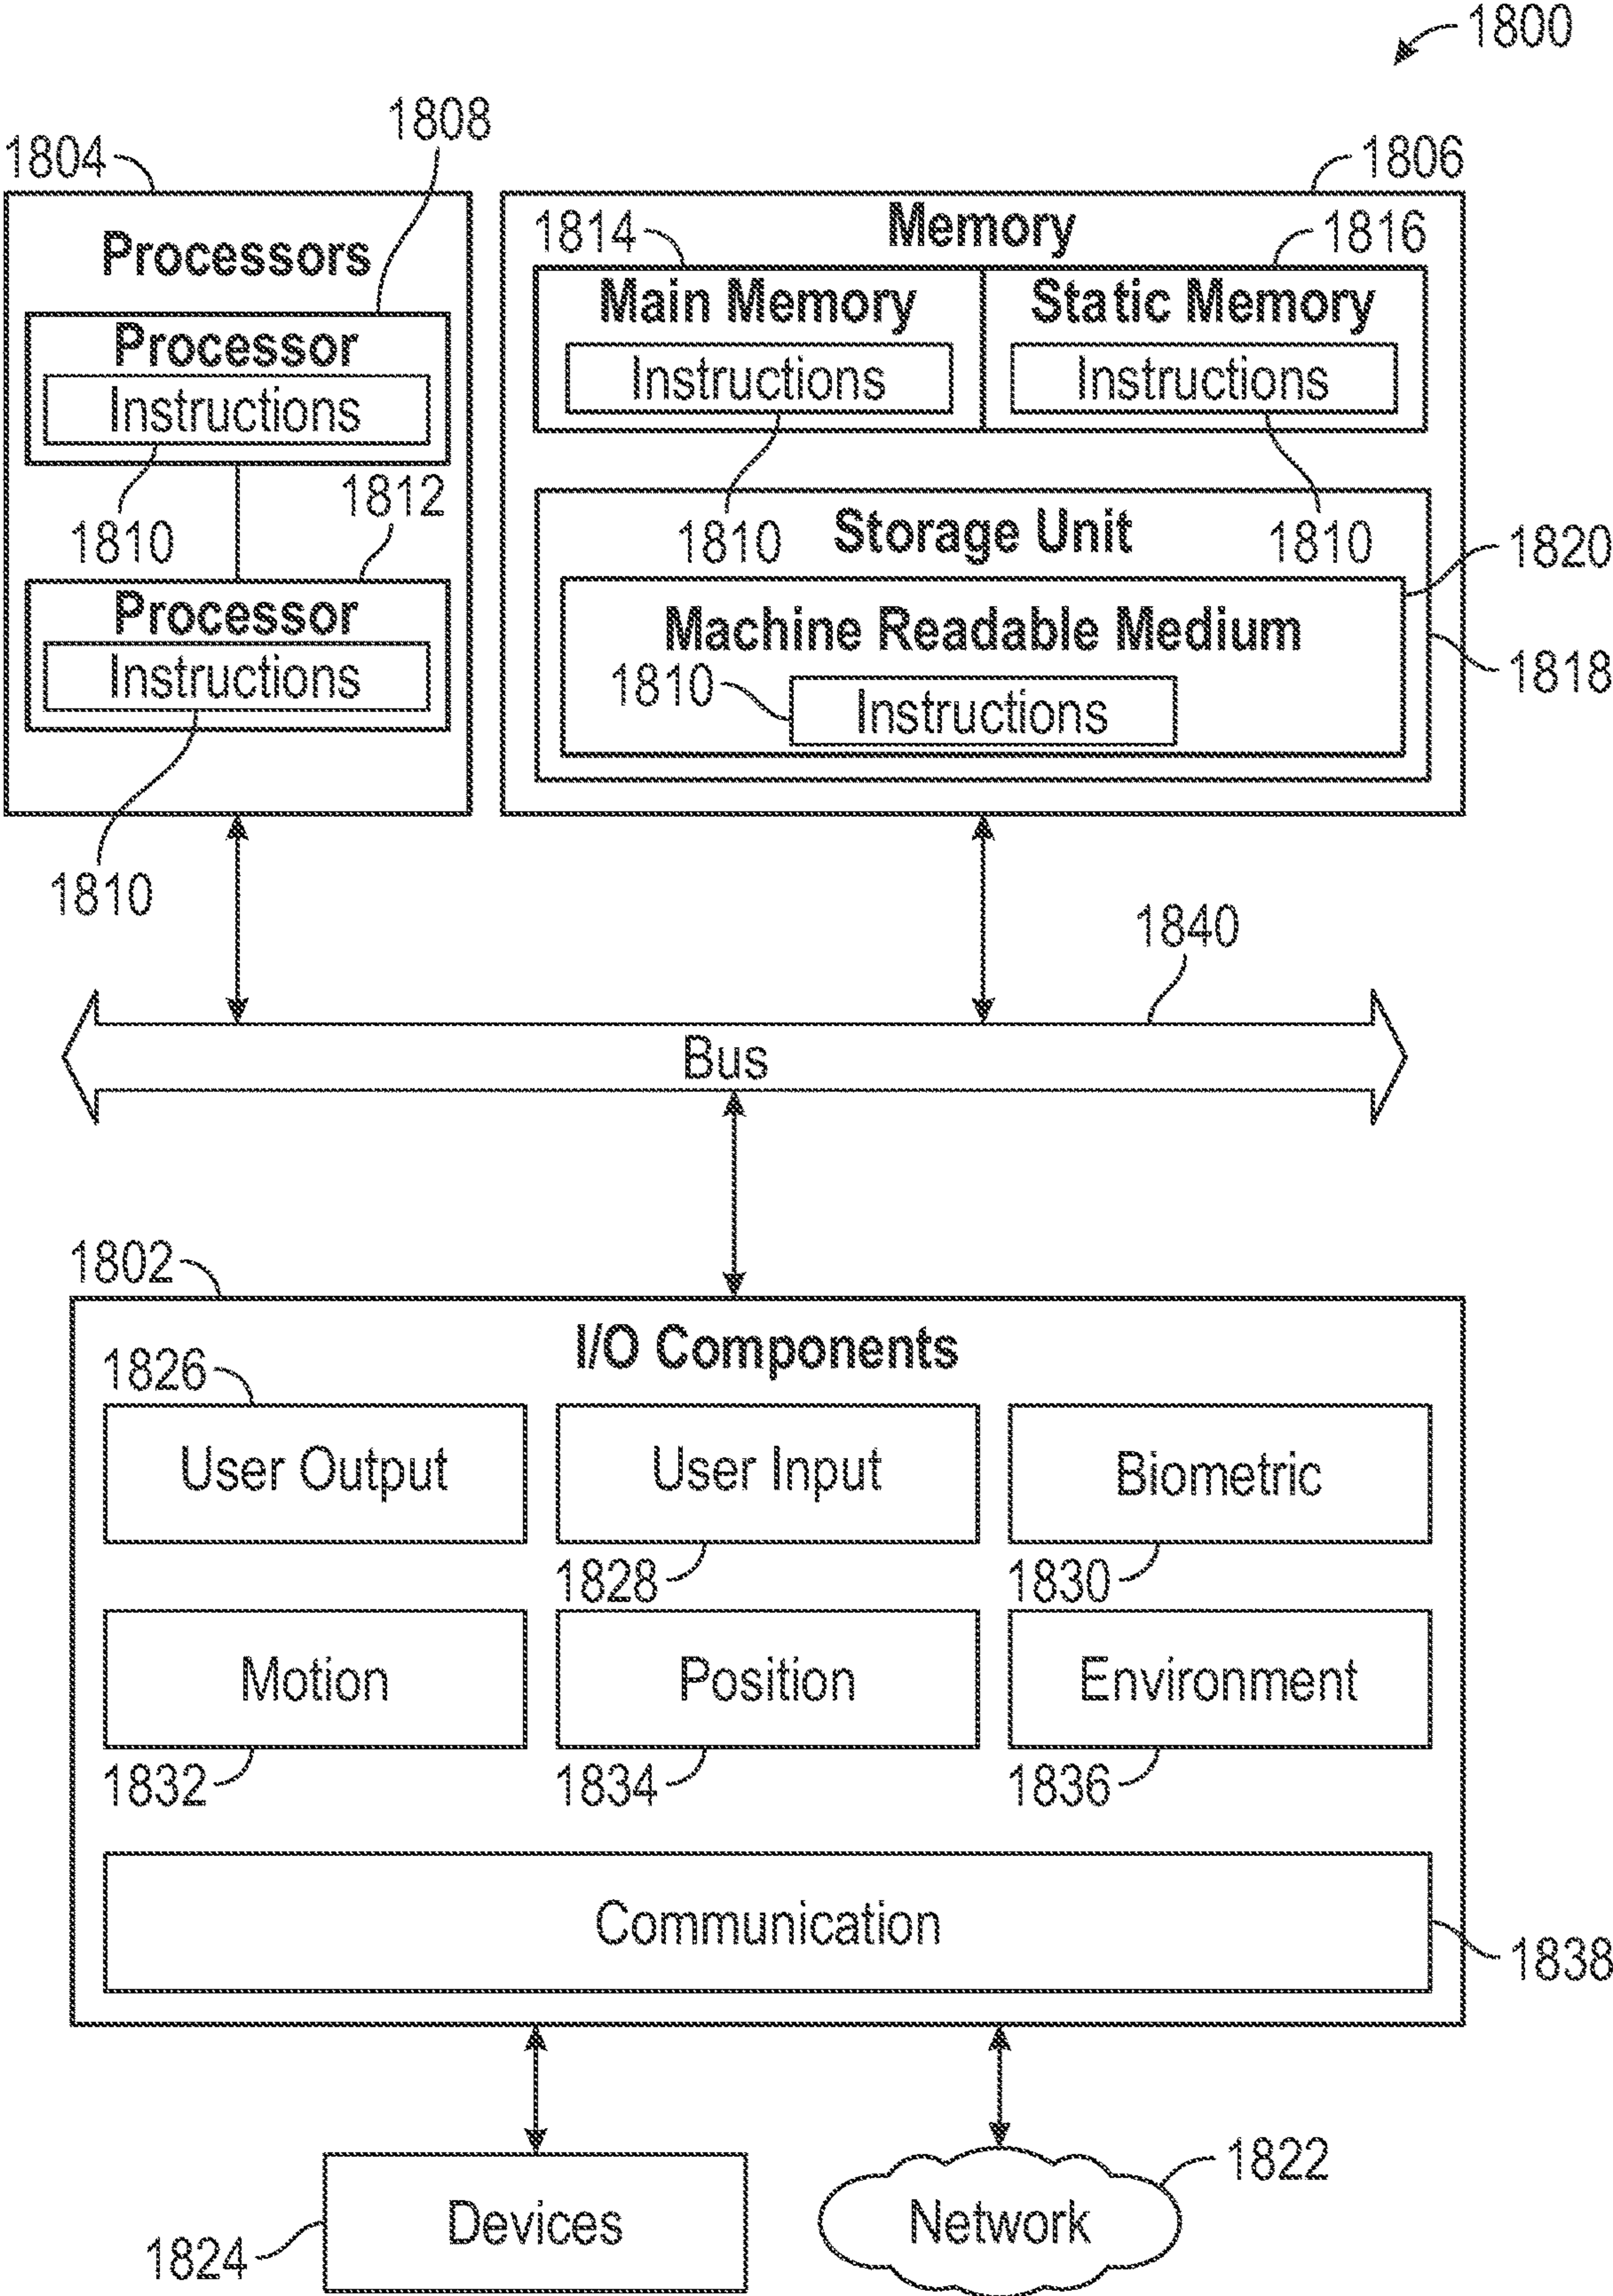 1800
1808
1804
1806
Processors
Memory
1814
1816
Processor
Instructions
Main Memory
Instructions
Static Memory
Instructions
1810
1812
1810
Storage Unit
1810
1820
Processor
Instructions
Machine Readable Medium
1810
Instructions
1818
1810
1840
Bus
1802
I/O Components
1826
User Output
User Input
Biometric
1828
1830
Motion
Position
Environment
1832
1834
1836
Communication
1838
Devices
1824
Network
1822